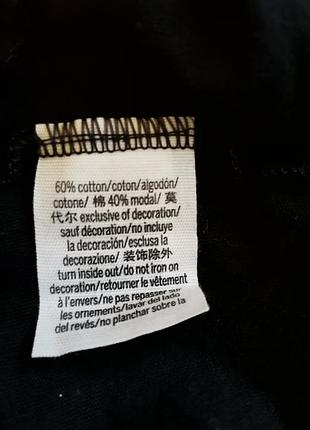 60% cotton/coton/algodón/
cotone/ 棉 40% modal/ 莫
代尔 exclusive of decoration/
sauf décoration/no incluye
la decoración/esclusa la
decorazione/ 装饰除外
turn inside out/do not iron on
decoration/retourner le vêtement
à l'envers/ne pas repasser sur
les ornements/lavar del lado
del revés/no planchar sobre la